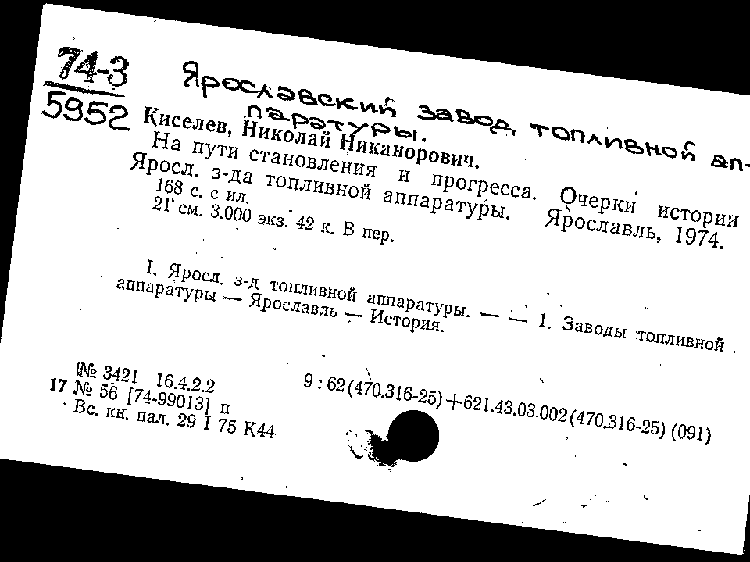 74-3
5952
Ярославский завод топливной ап-
паратуры.
Киселев, Николай Никанорович.
На пути становления и прогресса. Очерки истории
Яросл. з-да топливной аппаратуры. Ярославль, 1974.
168 с. с ил.
21 см. 3.000 экз. 42 к. В пер.
I. Яросл. з-д топливной аппаратуры. — — 1. Заводы топливной
аппаратуры — Ярославль — История.
№ 3421 16.4.2.2
17 № 56 [74-99013] п
Вс. кн. пал. 29 I 75 К44
9 : 62 (470.316-25) + 621.43.03.002 (470.316-25) (091)